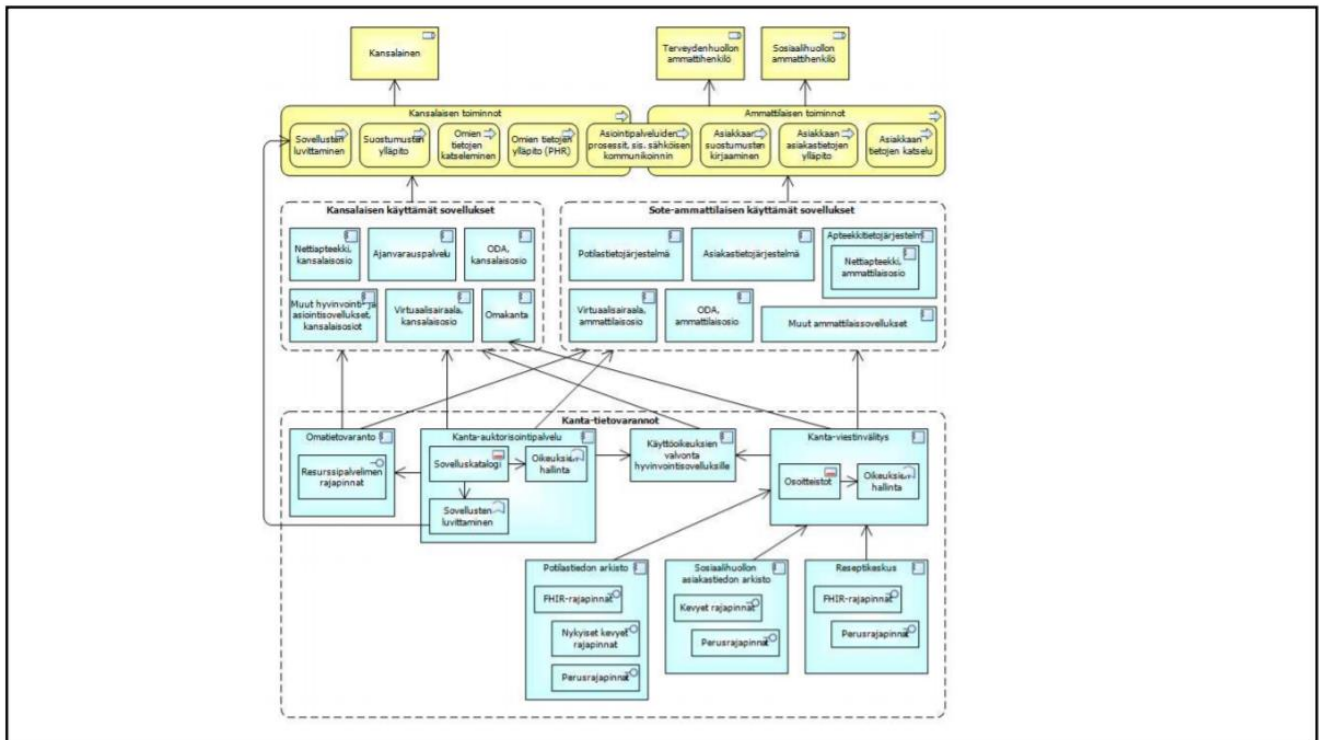 Kansalainen
Terveydenhuollon
ammattihenkilö
Sosiaalihuollon
ammattihenkilö
Kansalaisen toiminnot
Sovellusten
luvittaminen
Suostumusten
ylläpito
Omien
tietojen
katseleminen
Omien tietojen
ylläpito (PHR)
Asiointipalveluiden
prosessit, sis. sähköisen
kommunikoinnin
Ammattilaisen toiminnot
Asiakkaan
suostumusten
kirjaaminen
Asiakkaan
asiakastietojen
ylläpito
Asiakkaan
tietojen katselu
Kansalaisen käyttämät sovellukset
Nettiapteekki,
kansalaisosio
Ajanvarauspalvelu
ODA,
kansalaisosio
Muut hyvinvointi- ja
asiointisovellukset,
kansalaisosiot
Virtuaalisairaala,
kansalaisosio
Omakanta
Sote-ammattilaisen käyttämät sovellukset
Potilastietojärjestelmä
Asiakastietojärjestelmä
Apteekkitietojärjestelmä
Nettiapteekki,
ammattilaisosio
Virtuaalisairaala,
ammattilaisosio
ODA,
ammattilaisosio
Muut ammattilaissovellukset
Kanta-tietovarannot
Omatietovaranto
Resurssipalvelimen
rajapinnat
Kanta-auktorisointipalvelu
Sovelluskatalogi
Oikeuksien
hallinta
Sovellusten
luvittaminen
Käyttöoikeuksien
valvonta
hyvinvointisovelluksille
Kanta-viestinvälitys
Osoitteistot
Oikeuksien
hallinta
Potilastiedon arkisto
FHIR-rajapinnat
Nykyiset kevyet
rajapinnat
Perusrajapinnat
Sosiaalihuollon
asiakastiedon arkisto
Kevyet rajapinnat
Perusrajapinnat
Reseptikeskus
FHIR-rajapinnat
Perusrajapinnat